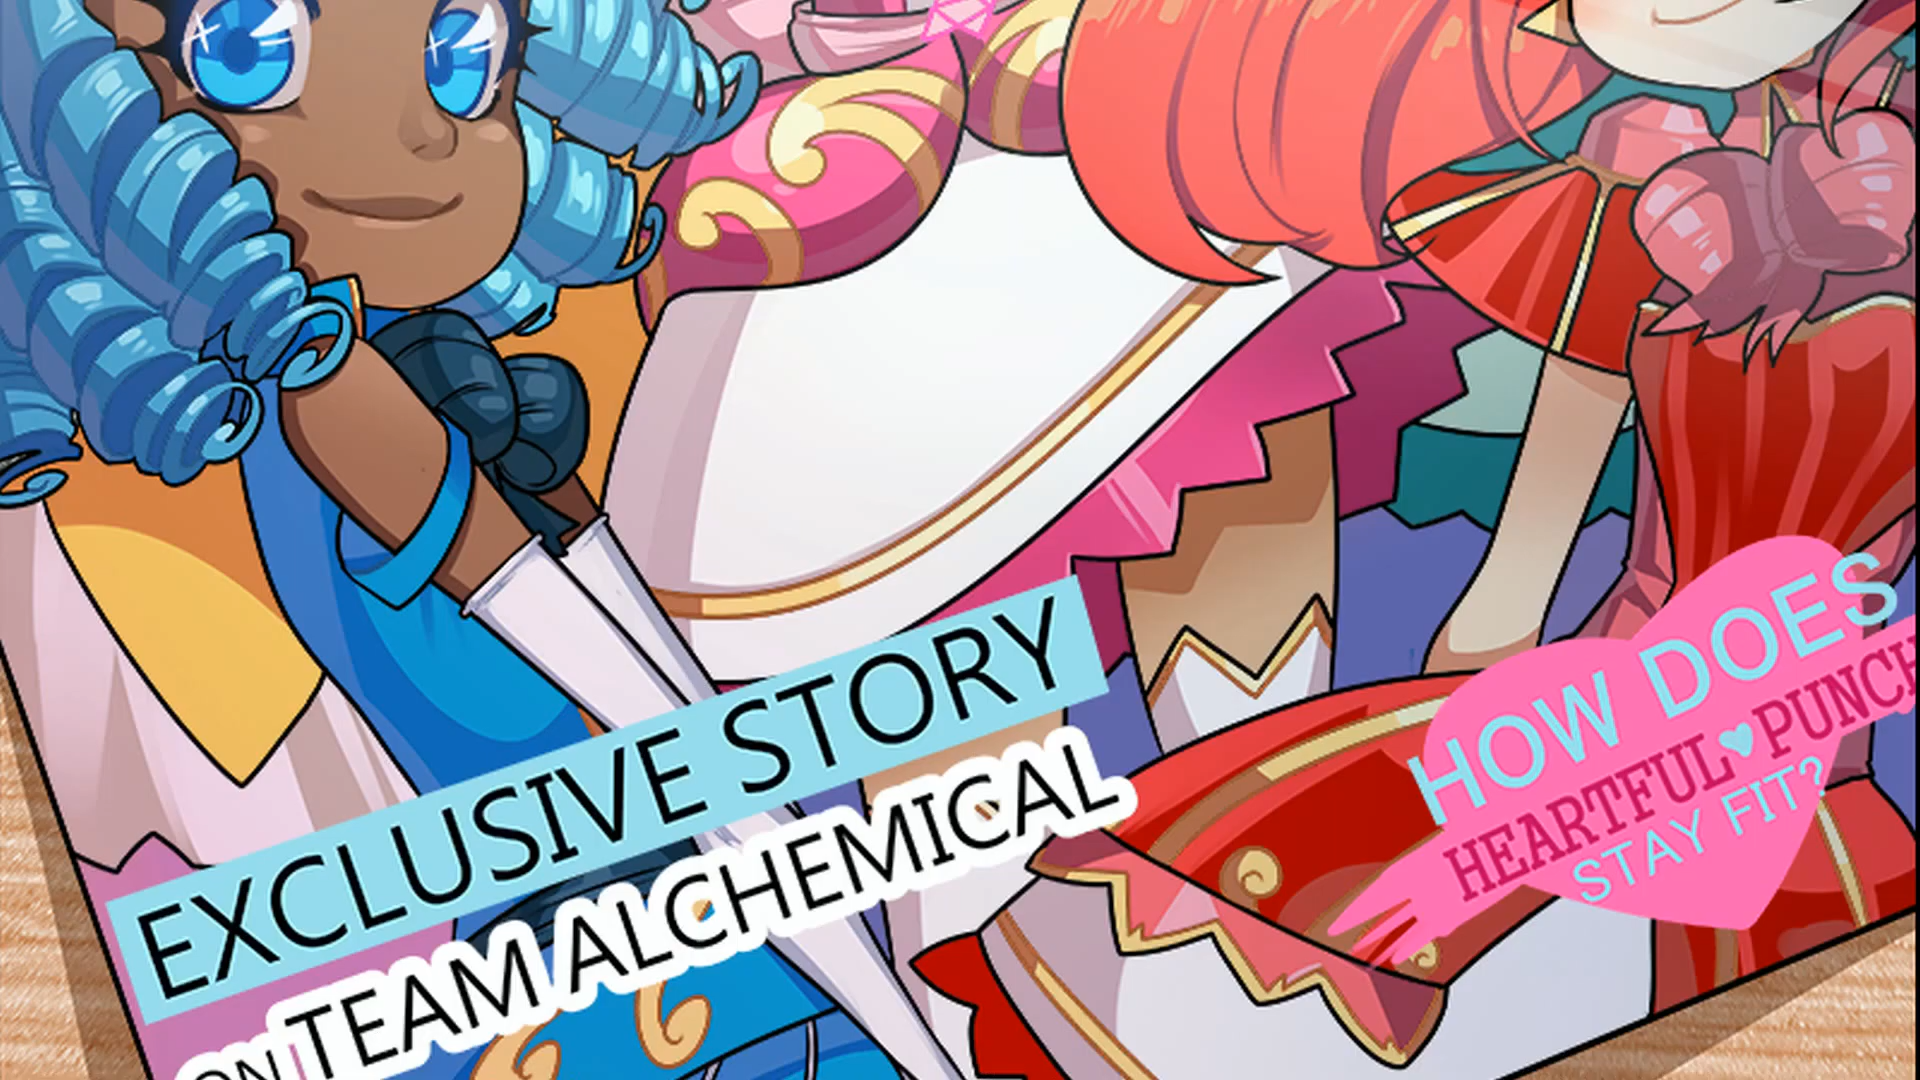 EXCLUSIVE STORY
ON TEAM ALCHEMICAL
HOW DOES
HEARTFUL♥PUNCH
STAY FIT?